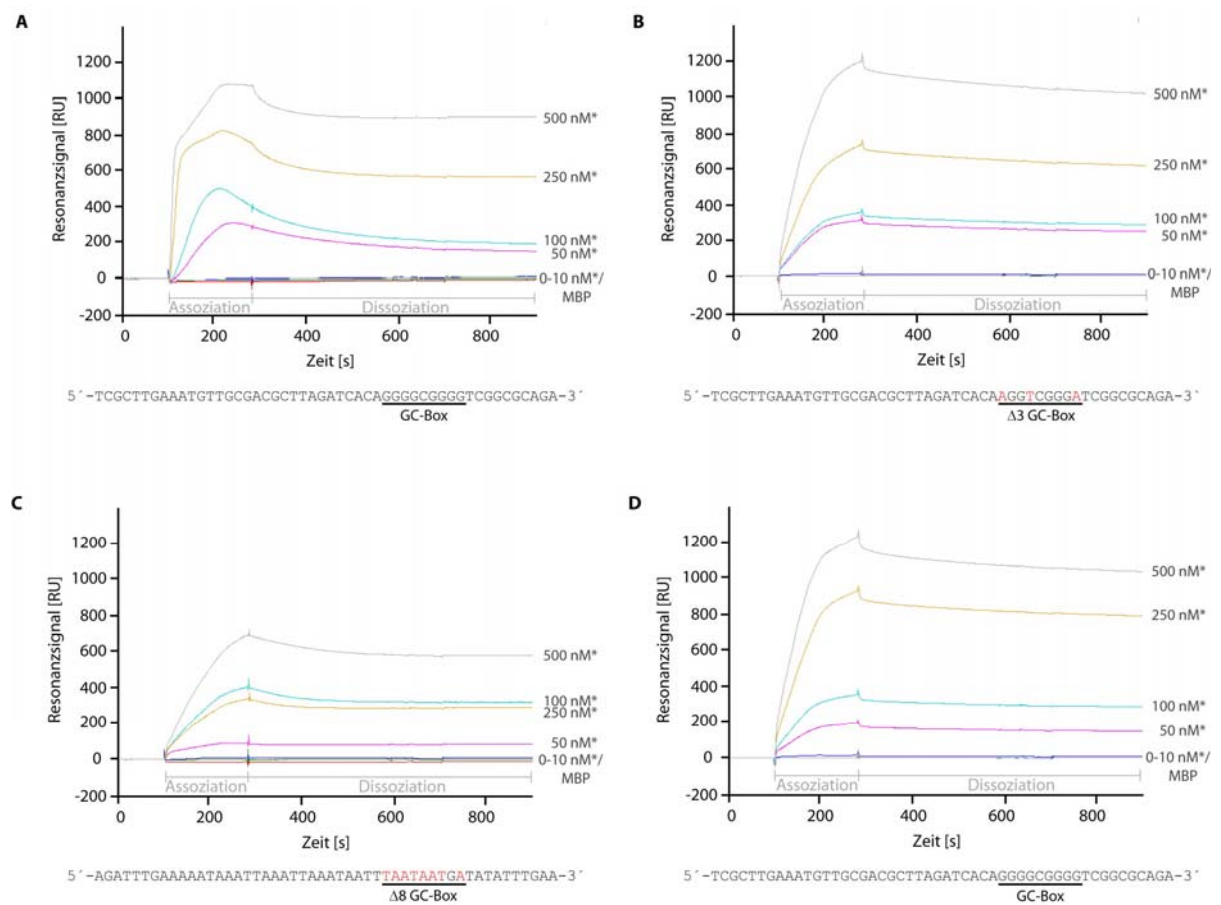 A
Resonanzsignal [RU]
1200
1000
800
600
400
200
0
-200
500 nM*
250 nM*
100 nM*
50 nM*
0-10 nM*/
MBP
Assoziation
Dissoziation
0
200
400
600
800
Zeit [s]
5´-TCGCTTGAAATGTTGCGACGCTTAGATCACAGGGGCGGGGTCGGCGCAGA-3´
GC-Box
B
Resonanzsignal [RU]
1200
1000
800
600
400
200
0
-200
500 nM*
250 nM*
100 nM*
50 nM*
0-10 nM*/
MBP
Assoziation
Dissoziation
0
200
400
600
800
Zeit [s]
5´-TCGCTTGAAATGTTGCGACGCTTAGATCACAAGGTCGGGATCGGCGCAGA-3´
Δ3 GC-Box
C
Resonanzsignal [RU]
1200
1000
800
600
400
200
0
-200
500 nM*
100 nM*
250 nM*
50 nM*
0-10 nM*/
MBP
Assoziation
Dissoziation
0
200
400
600
800
Zeit [s]
5´-AGATTTGAAAAATAAATTAAATTAAATAATTTAATAATGATATATTTGAA-3´
Δ8 GC-Box
D
Resonanzsignal [RU]
1200
1000
800
600
400
200
0
-200
500 nM*
250 nM*
100 nM*
50 nM*
0-10 nM*/
MBP
Assoziation
Dissoziation
0
200
400
600
800
Zeit [s]
5´-TCGCTTGAAATGTTGCGACGCTTAGATCACAGGGGCGGGGTCGGCGCAGA-3´
GC-Box